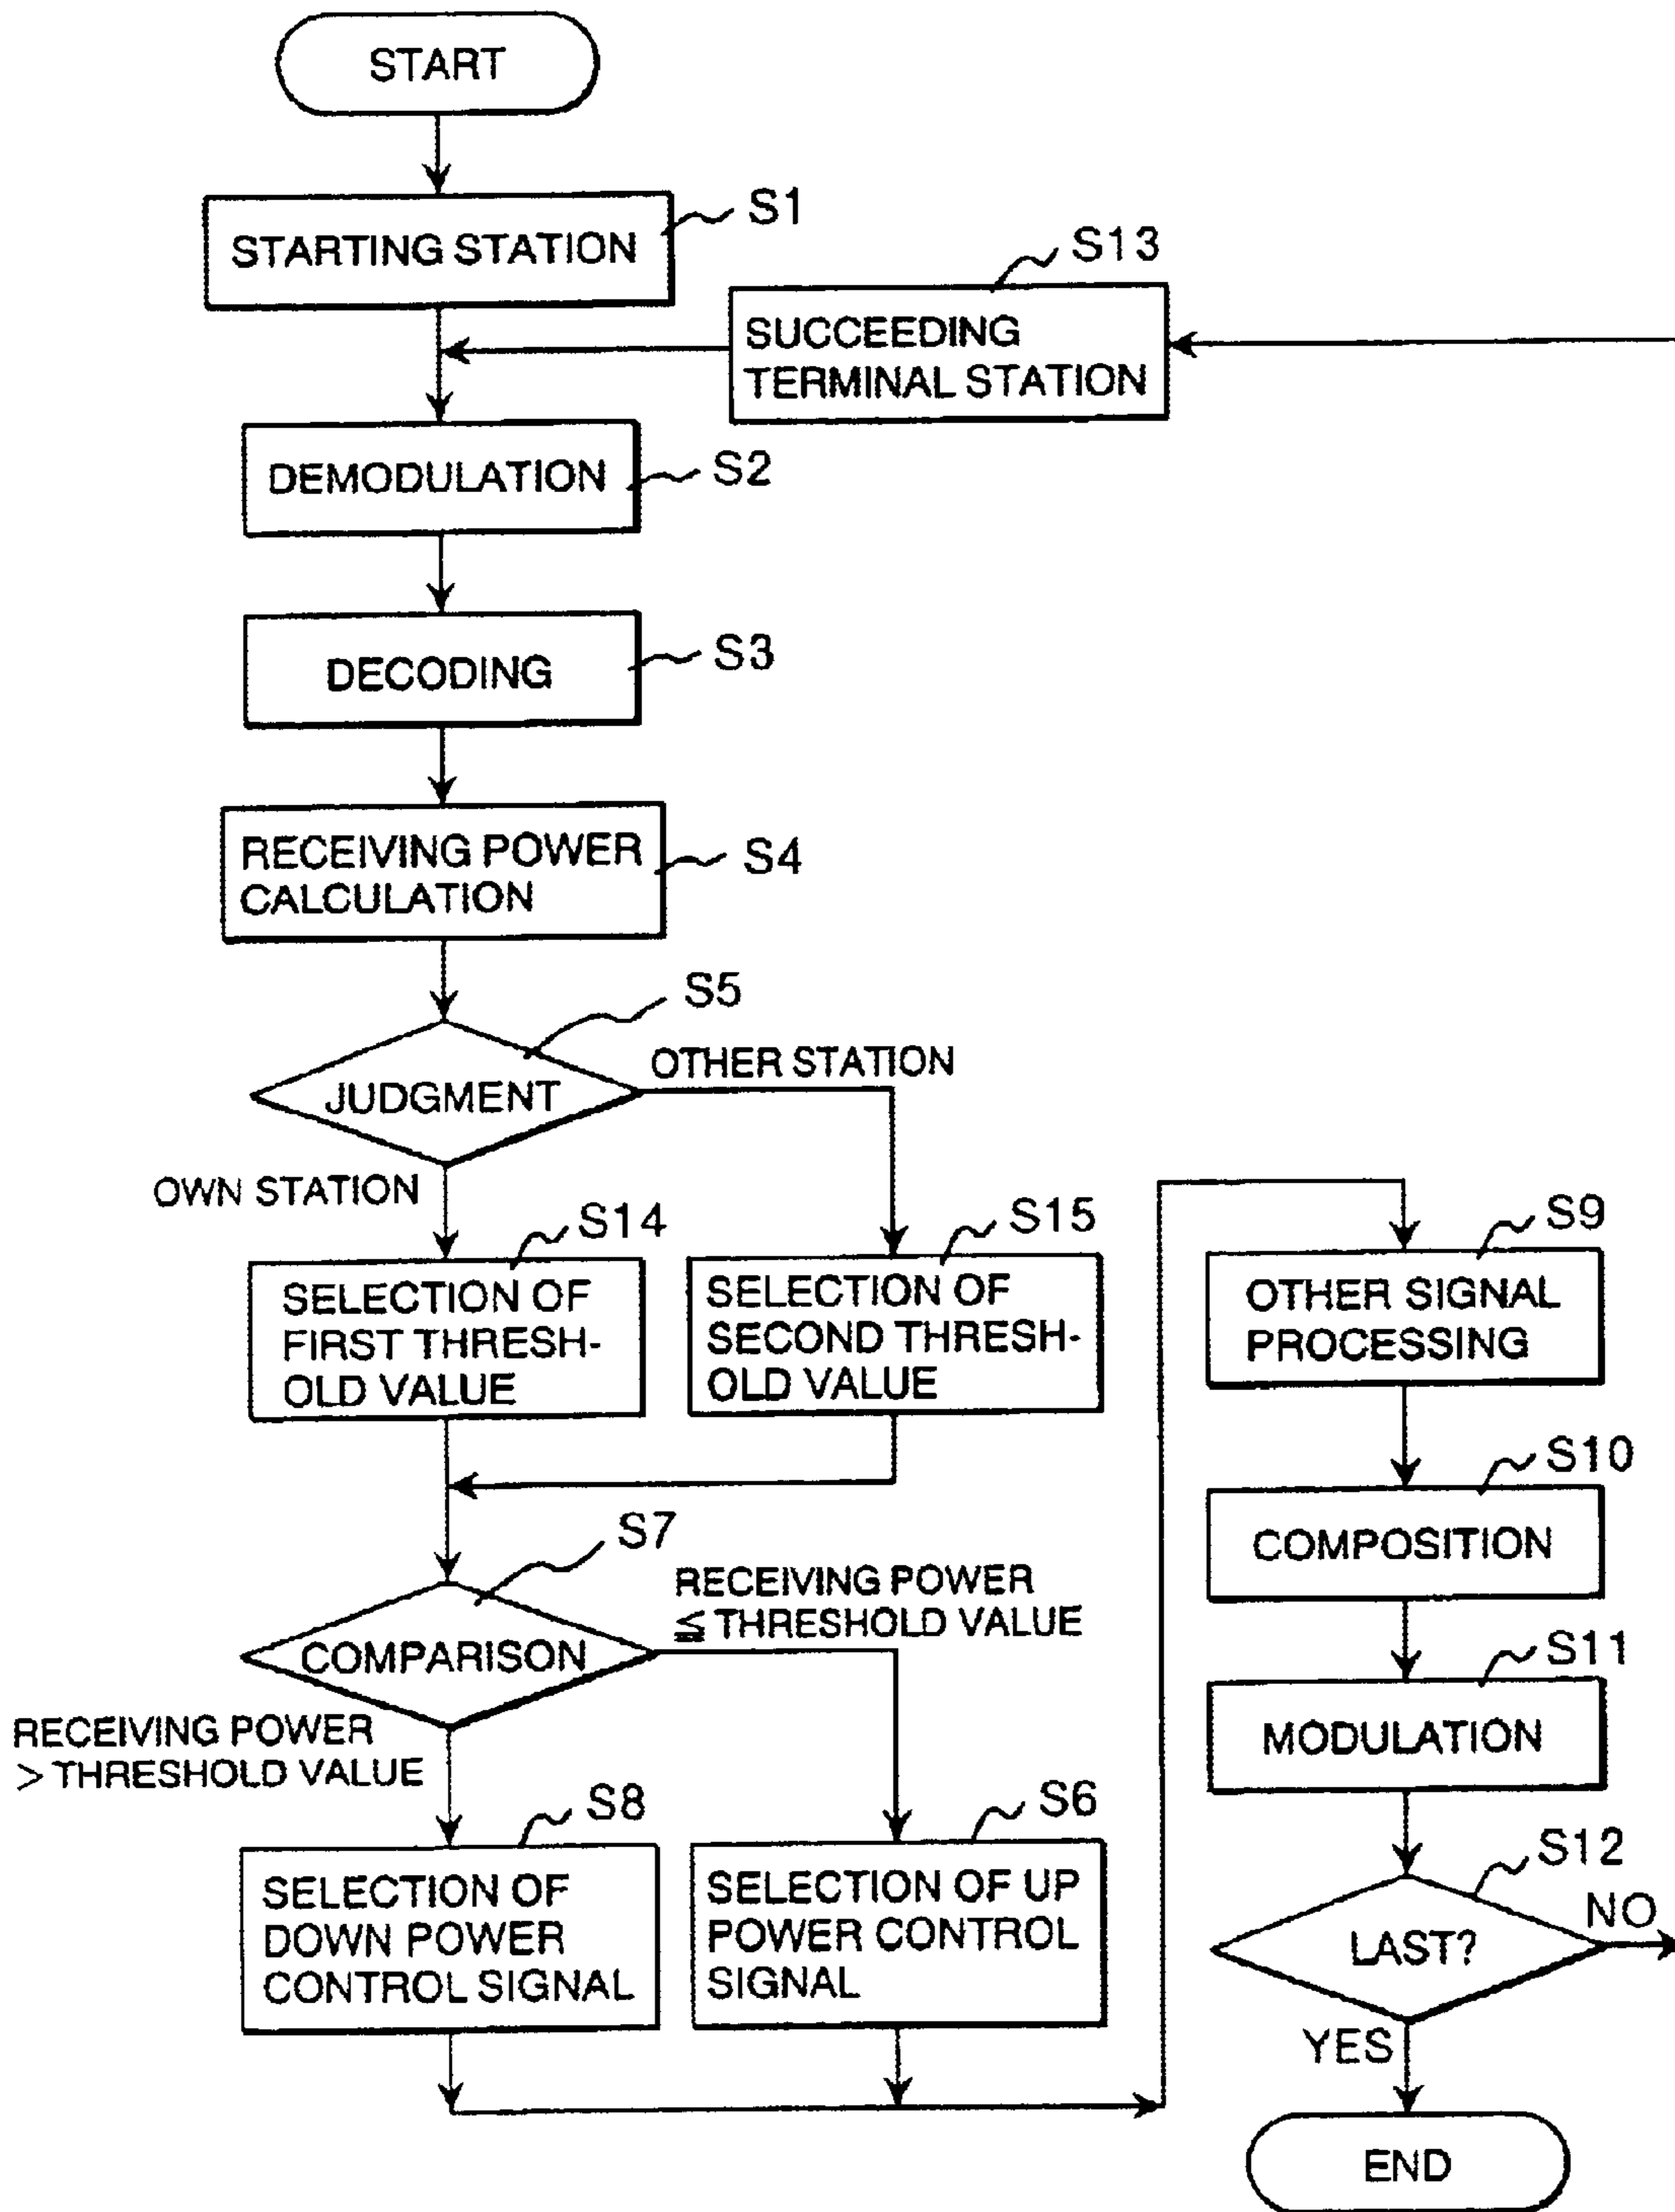 START
STARTING STATION
S1
SUCCEEDING
TERMINAL STATION
S13
DEMODULATION
S2
DECODING
S3
RECEIVING POWER
CALCULATION
S4
JUDGMENT
S5
OTHER STATION
OWN STATION
SELECTION OF
FIRST THRESH-
OLD VALUE
S14
SELECTION OF
SECOND THRESH-
OLD VALUE
S15
COMPARISON
S7
RECEIVING POWER
≦ THRESHOLD VALUE
RECEIVING POWER
> THRESHOLD VALUE
SELECTION OF
DOWN POWER
CONTROL SIGNAL
S8
SELECTION OF UP
POWER CONTROL
SIGNAL
S6
OTHER SIGNAL
PROCESSING
S9
COMPOSITION
S10
MODULATION
S11
LAST?
S12
NO
YES
END